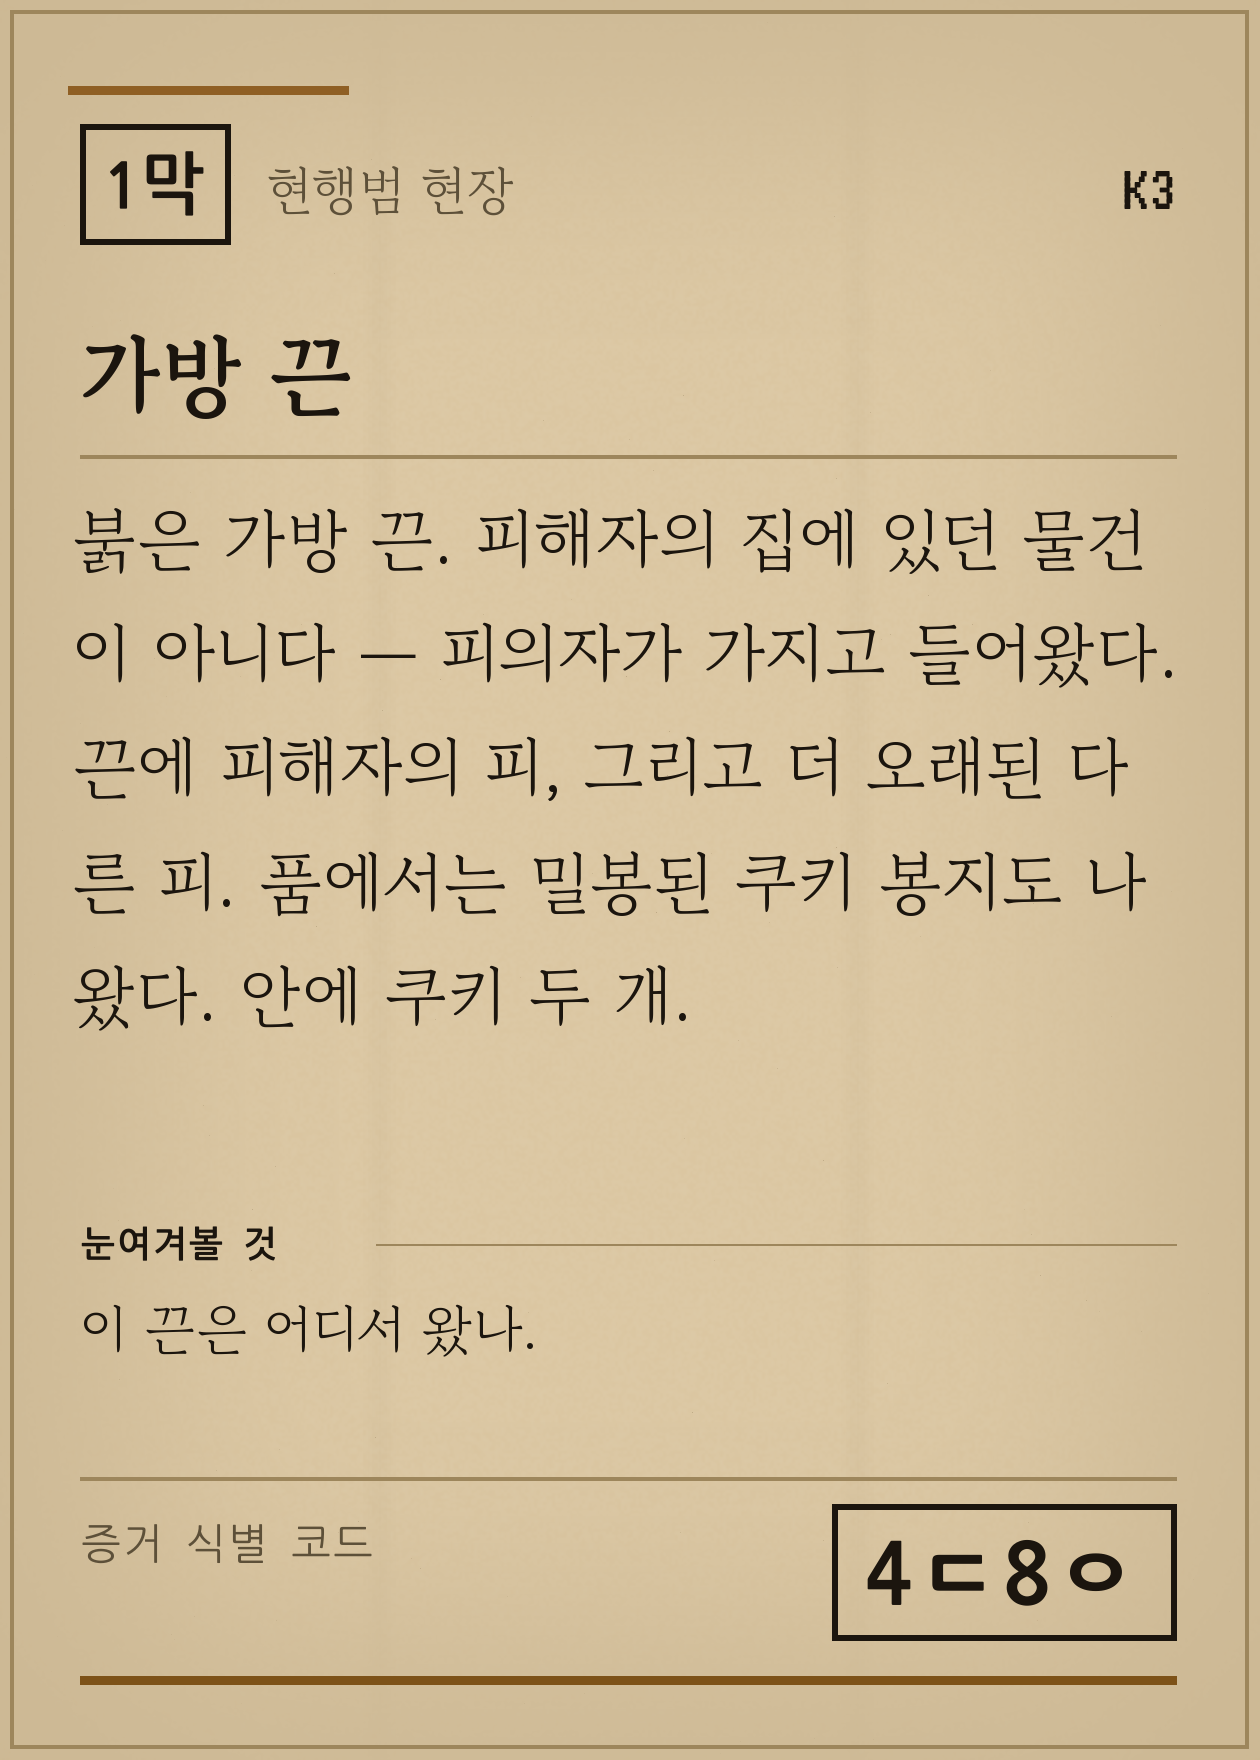 1막 현행범 현장 K3
가방 끈
붉은 가방 끈. 피해자의 집에 있던 물건
이 아니다 — 피의자가 가지고 들어왔다.
끈에 피해자의 피, 그리고 더 오래된 다
른 피. 품에서는 밀봉된 쿠키 봉지도 나
왔다. 안에 쿠키 두 개.
눈여겨볼 것
이 끈은 어디서 왔나.
증거 식별 코드
4ㄷ8ㅇ